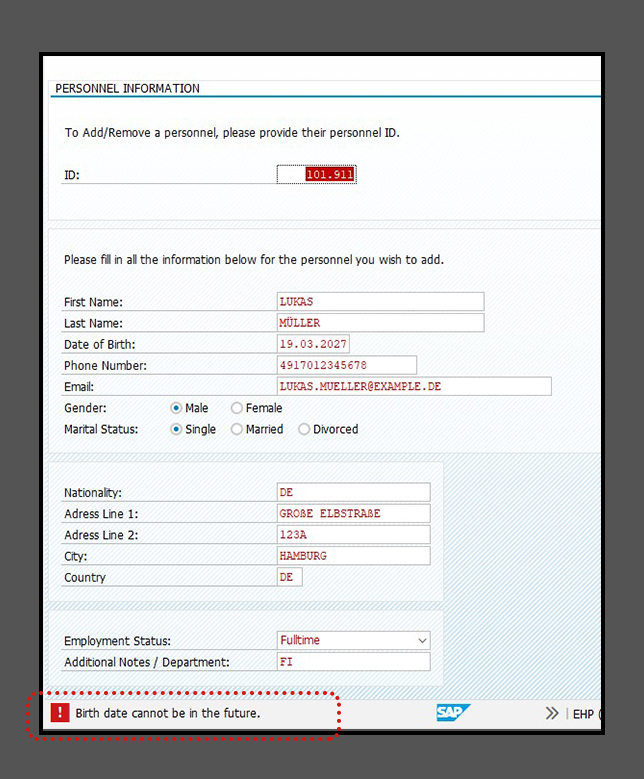 PERSONNEL INFORMATION
To Add/Remove a personnel, please provide their personnel ID.
ID: 101.911
Please fill in all the information below for the personnel you wish to add.
First Name: LUKAS
Last Name: MÜLLER
Date of Birth: 19.03.2027
Phone Number: 4917012345678
Email: LUKAS.MUELLER@EXAMPLE.DE
Gender: Male Female
Marital Status: Single Married Divorced
Nationality: DE
Adress Line 1: GROßE ELBSTRAßE
Adress Line 2: 123A
City: HAMBURG
Country DE
Employment Status: Fulltime
Additional Notes / Department: FI
! Birth date cannot be in the future. SAP EHP (